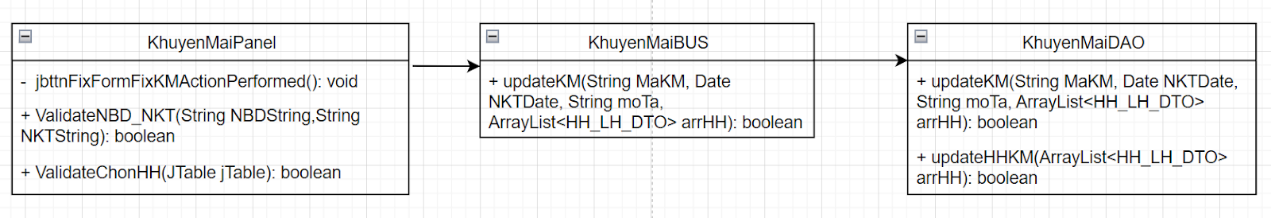 KhuyenMaiPanel
- jbttnFixFormFixKMActionPerformed(): void
+ ValidateNBD_NKT(String NBDString,String
NKTString): boolean
+ ValidateChonHH(JTable jTable): boolean
KhuyenMaiBUS
+ updateKM(String MaKM, Date
NKTDate, String moTa,
ArrayList<HH_LH_DTO> arrHH): boolean
KhuyenMaiDAO
+ updateKM(String MaKM, Date NKTDate,
String moTa, ArrayList<HH_LH_DTO>
arrHH): boolean
+ updateHHKM(ArrayList<HH_LH_DTO>
arrHH): boolean